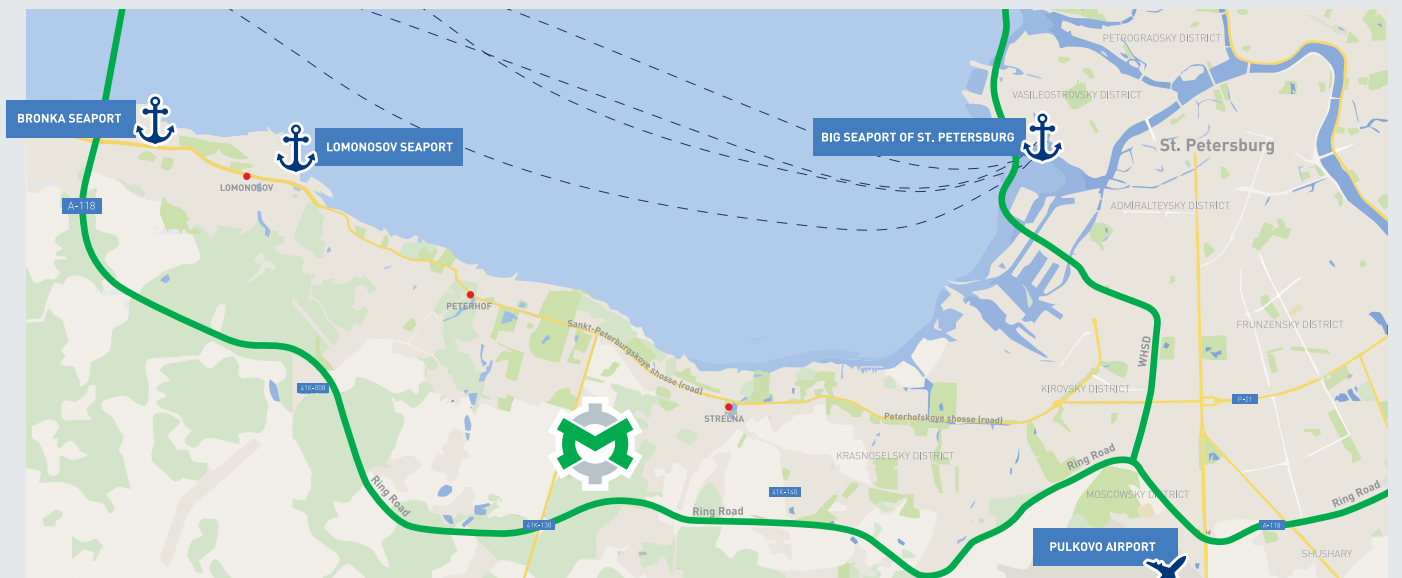 PETROGRADSKY DISTRICT
VASILEOSTROVSKY DISTRICT
BRONKA SEAPORT
LOMONOSOV SEAPORT
BIG SEAPORT OF ST. PETERSBURG
St. Petersburg
LOMONOSOV
A-118
ADMIRALTEYSKY DISTRICT
PETERHOF
Sankt-Peterburgskoye shosse (road)
FRUNZENSKY DISTRICT
WHSD
41K-008
KIROVSKY DISTRICT
P-21
STRELNA
Peterhofskoye shosse (road)
KRASNOSELSKY DISTRICT
Ring Road
41K-140
MOSCOWSKY DISTRICT
Ring Road
Ring Road
Ring Road
41K-138
A-118
PULKOVO AIRPORT
SHUSHARY